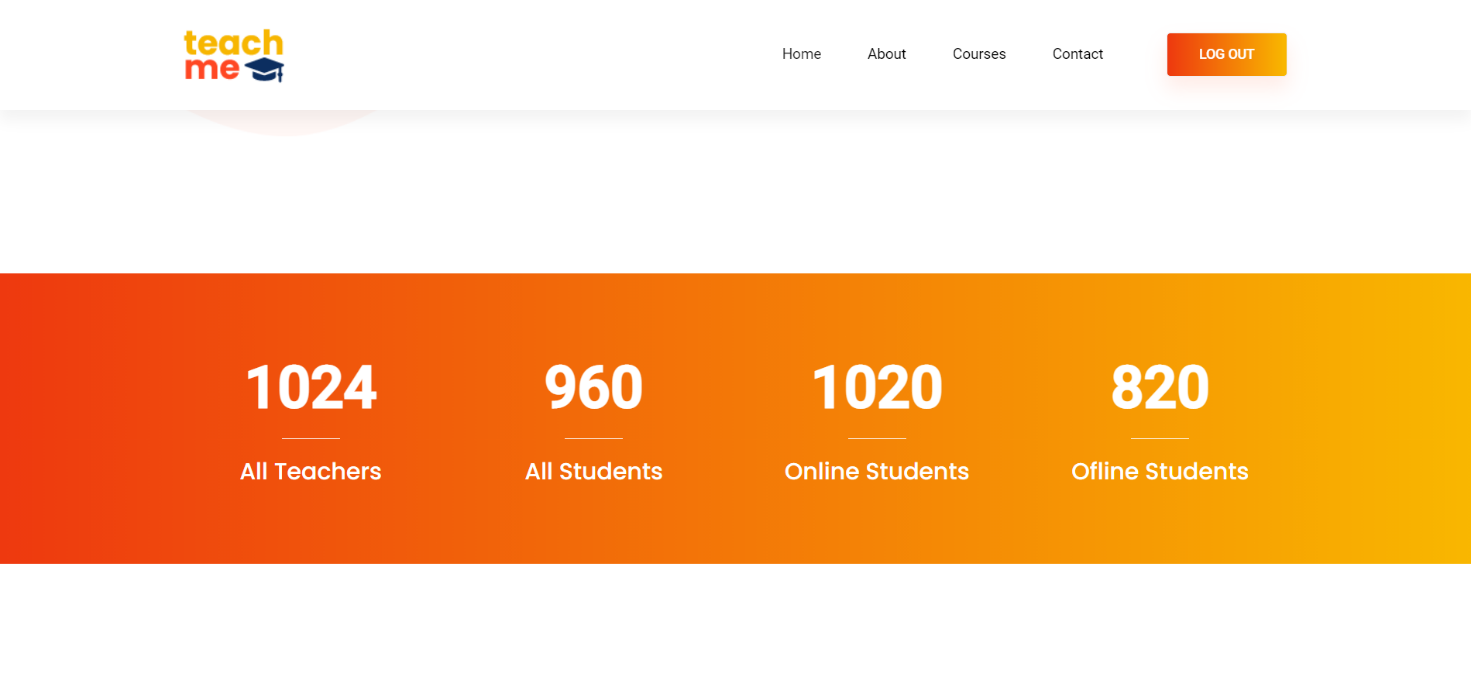 teach
me
Home About Courses Contact LOG OUT
1024 960 1020 820
All Teachers All Students Online Students Ofline Students